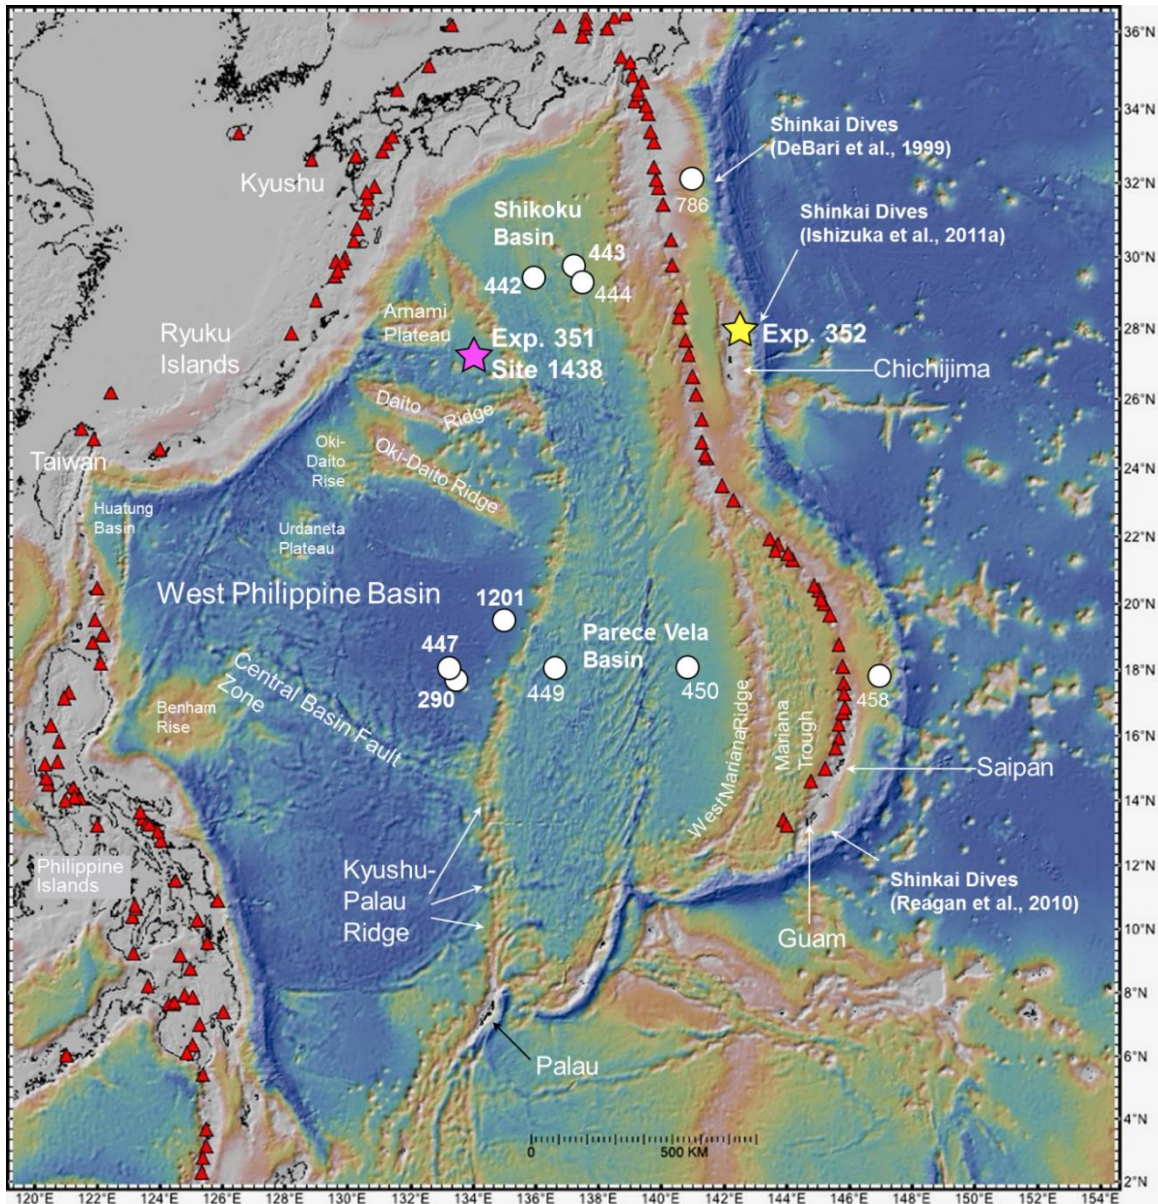 36°N
34°N
Shinkai Dives
(DeBari et al., 1999)
Kyushu
32°N
786
Shikoku
Basin
Shinkai Dives
(Ishizuka et al., 2011a)
443
30°N
442
444
Amami
Plateau
Ryuku
Islands
Exp. 351
Site 1438
Exp. 352
28°N
Chichijima
Daito
Ridge
26°N
Oki-
Daito
Rise
Oki-Daito Ridge
Taiwan
24°N
Huatung
Basin
Urdaneta
Plateau
22°N
West Philippine Basin
1201
20°N
Parece Vela
Basin
447
290
449
450
458
18°N
Central Basin Fault
Zone
Benham
Rise
West Mariana Ridge
Mariana
Trough
16°N
Saipan
14°N
Philippine
Islands
Kyushu-
Palau
Ridge
12°N
Shinkai Dives
(Reagan et al., 2010)
Guam
10°N
8°N
Palau
6°N
4°N
0
500 KM
2°N
120°E
122°E
124°E
126°E
128°E
130°E
132°E
134°E
136°E
138°E
140°E
142°E
144°E
146°E
148°E
150°E
152°E
154°E